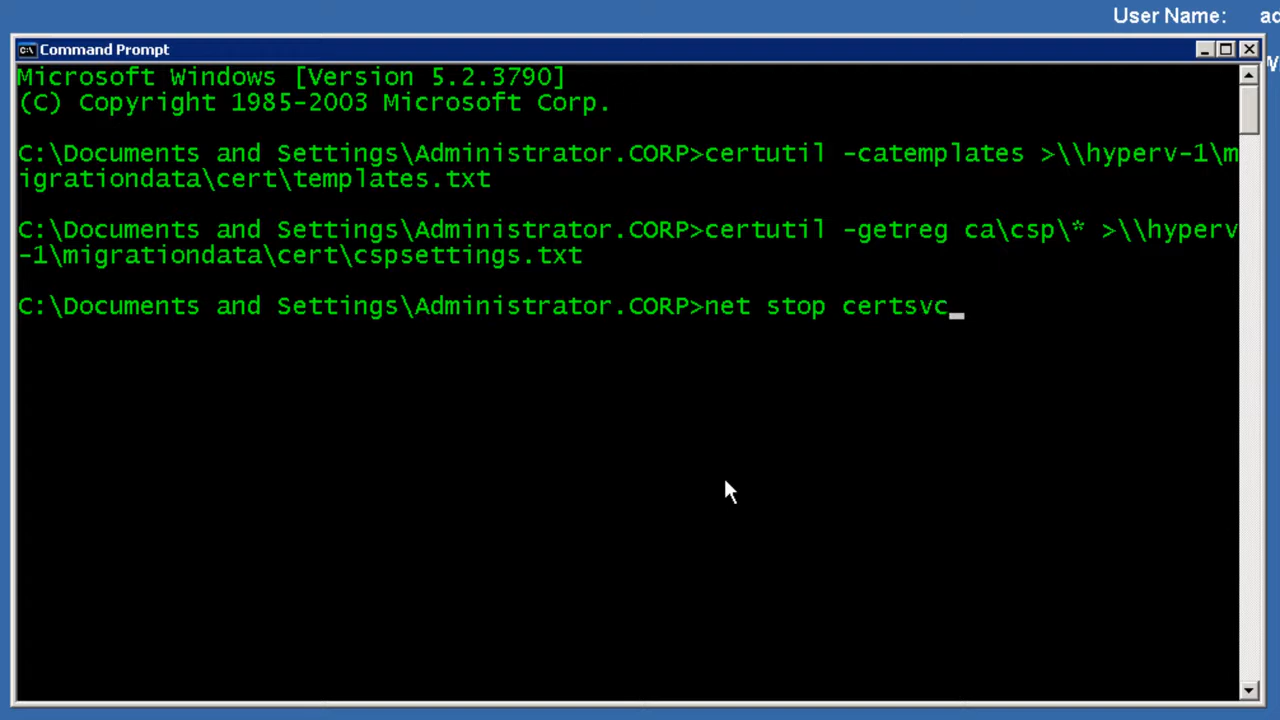 User Name: ad
Command Prompt
Microsoft Windows [Version 5.2.3790]
(C) Copyright 1985-2003 Microsoft Corp.
C:\Documents and Settings\Administrator.CORP>certutil -catemplates >\\hyperv-1\m
igrationdata\cert\templates.txt
C:\Documents and Settings\Administrator.CORP>certutil -getreg ca\csp\* >\\hyperv
-1\migrationdata\cert\cspsettings.txt
C:\Documents and Settings\Administrator.CORP>net stop certsvc_